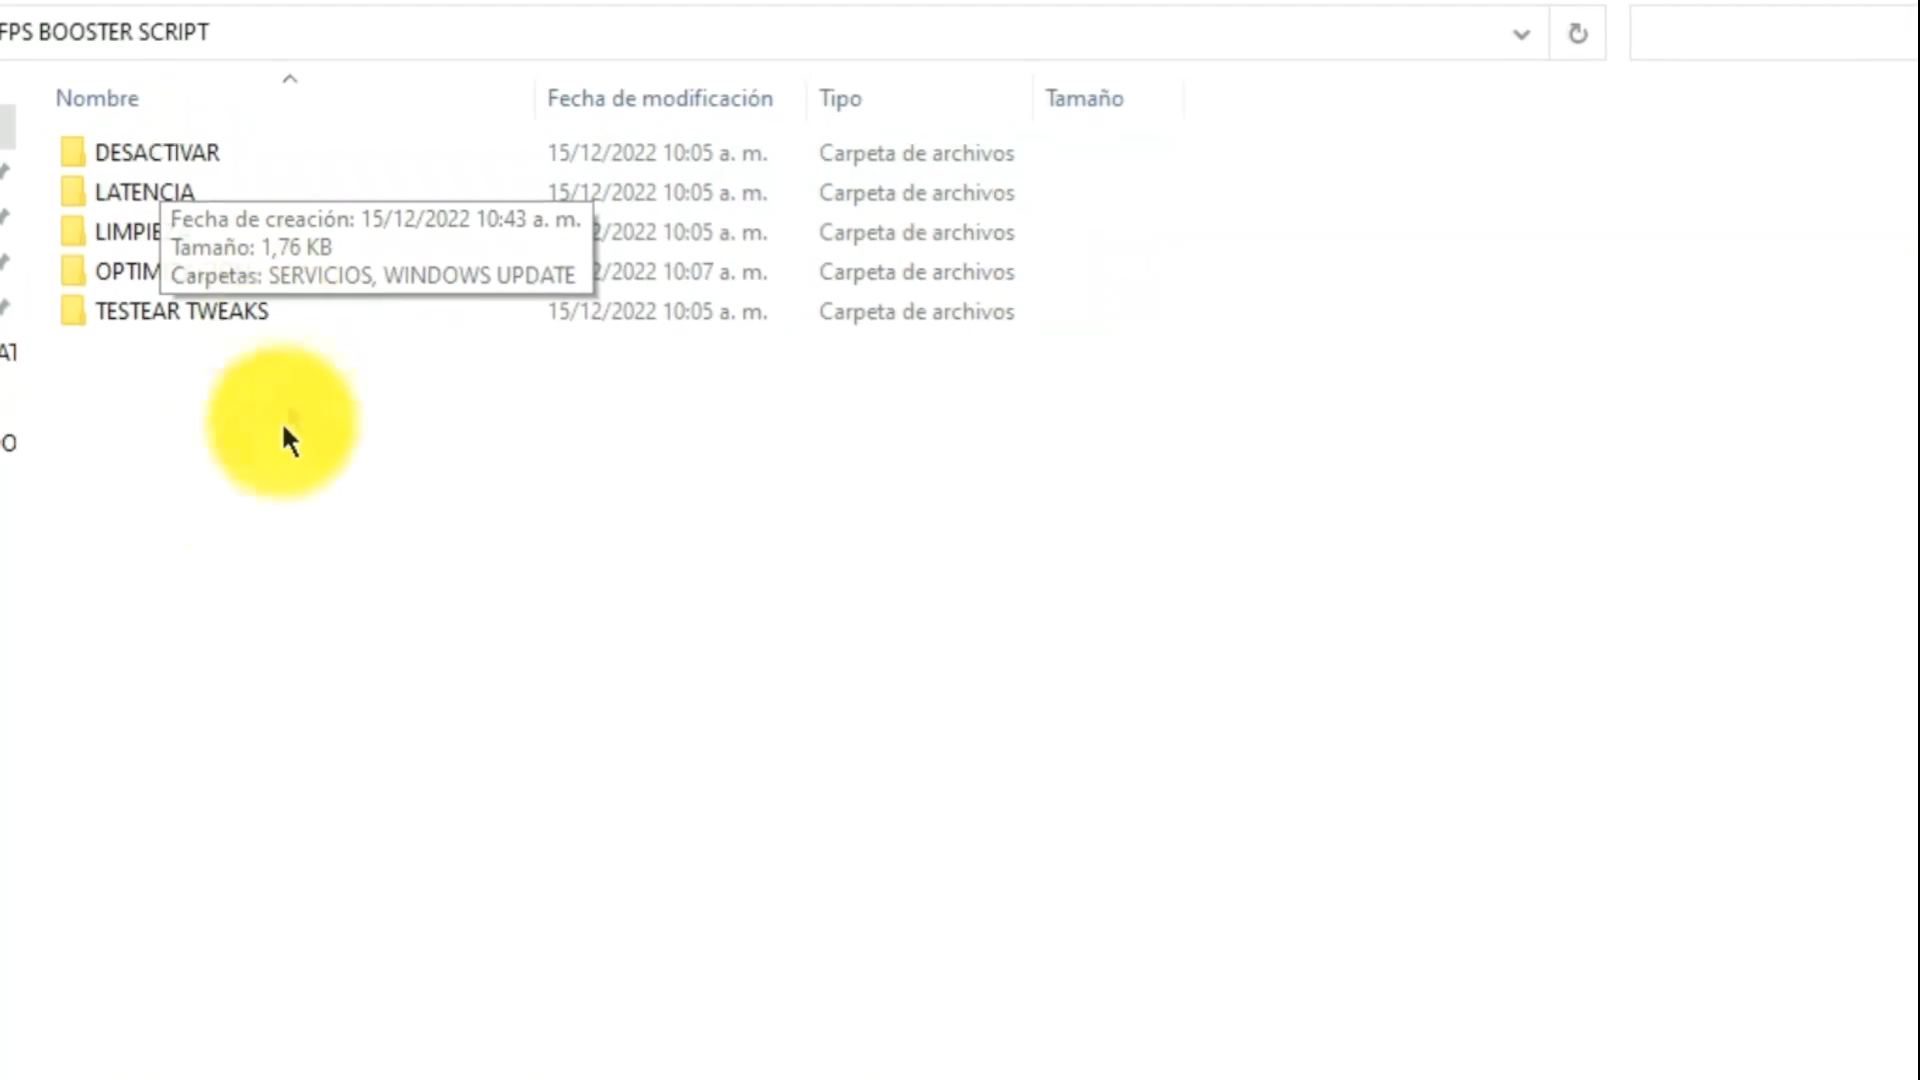 FPS BOOSTER SCRIPT
Nombre Fecha de modificación Tipo Tamaño
DESACTIVAR 15/12/2022 10:05 a. m. Carpeta de archivos
LATENCIA 15/12/2022 10:05 a. m. Carpeta de archivos
LIMPIE 2/2022 10:05 a. m. Carpeta de archivos
OPTIM 2/2022 10:07 a. m. Carpeta de archivos
TESTEAR TWEAKS 15/12/2022 10:05 a. m. Carpeta de archivos
Fecha de creación: 15/12/2022 10:43 a. m.
Tamaño: 1,76 KB
Carpetas: SERVICIOS, WINDOWS UPDATE